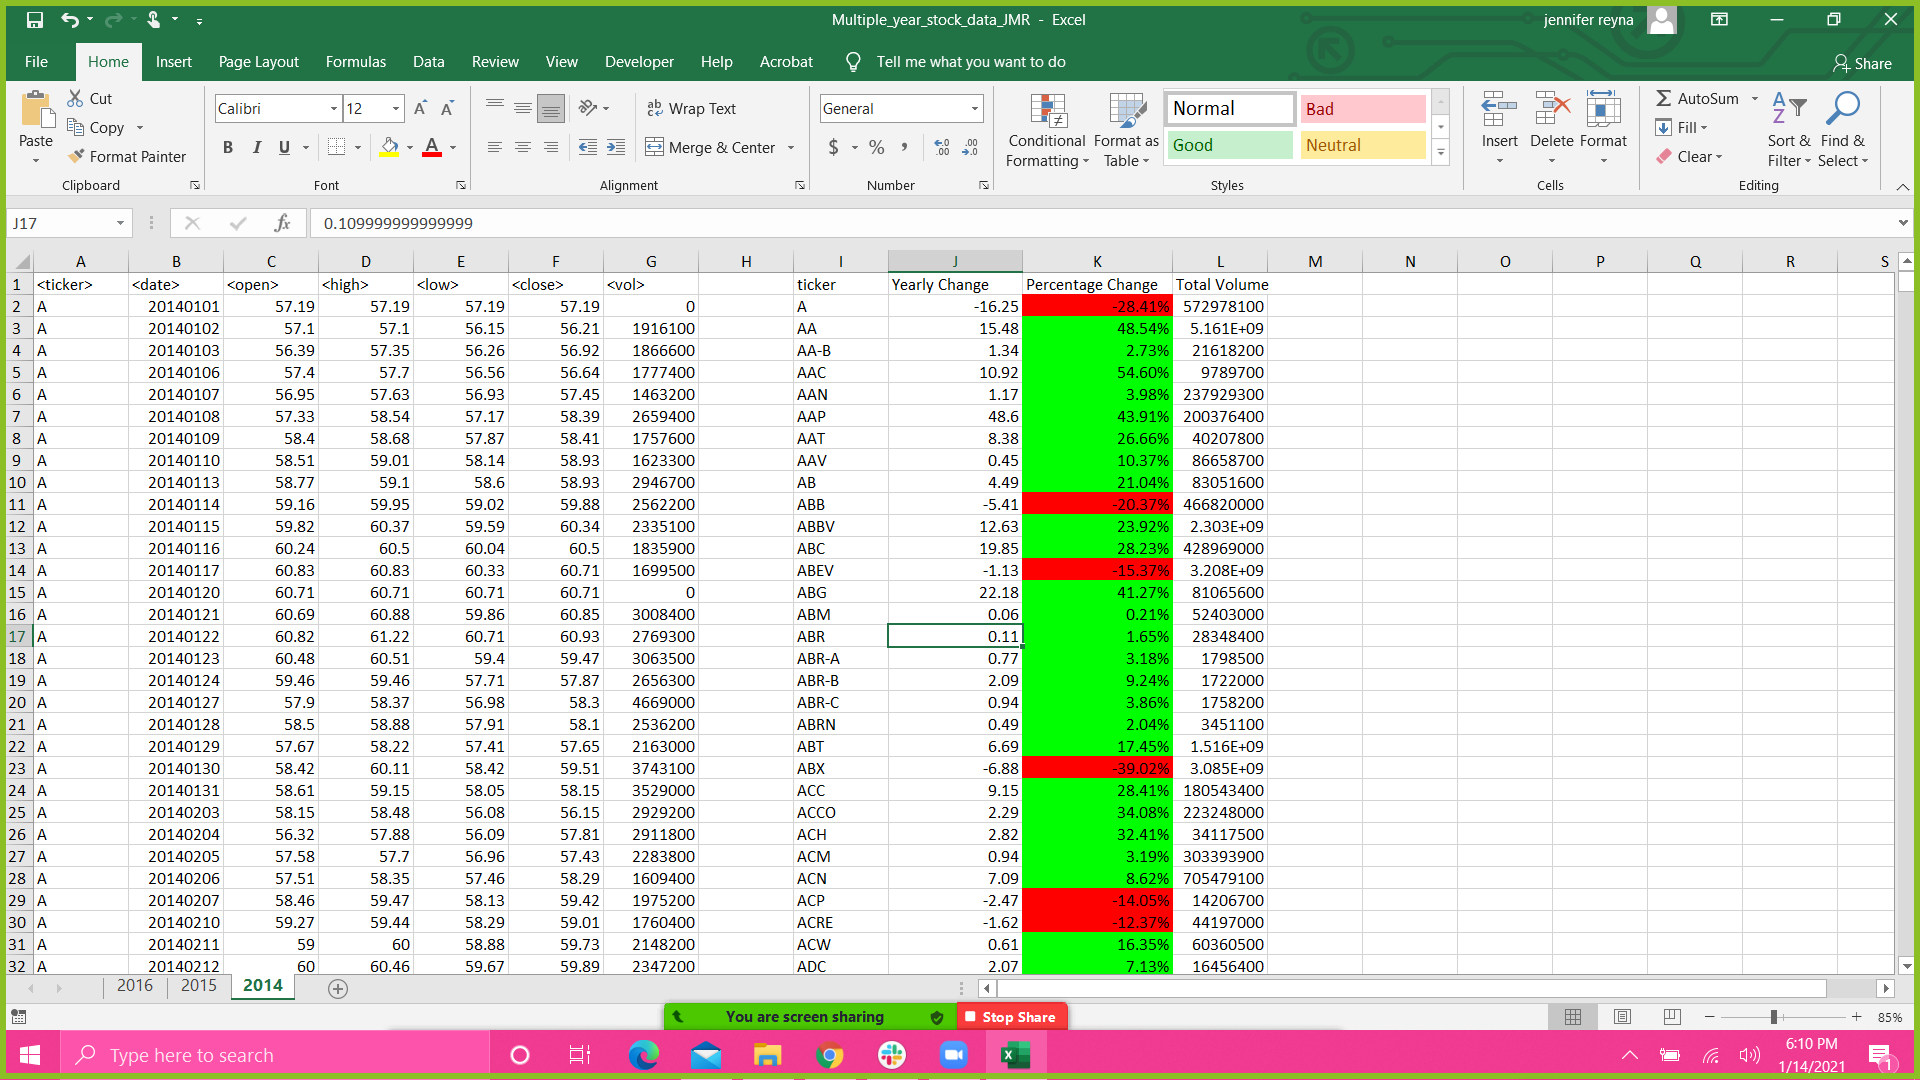 Multiple_year_stock_data_JMR - Excel
jennifer reyna
File Home Insert Page Layout Formulas Data Review View Developer Help Acrobat Tell me what you want to do Share
Paste
Cut
Copy
Format Painter
Clipboard
Calibri 12
B I U
Font
Wrap Text
Merge & Center
Alignment
General
$ % ,
Number
Conditional Formatting
Format as Table
Normal Bad
Good Neutral
Styles
Insert Delete Format
Cells
AutoSum
Fill
Clear
Sort & Filter
Find & Select
Editing
J17 fx 0.109999999999999
A B C D E F G H I J K L M N O P Q R S
1 <ticker> <date> <open> <high> <low> <close> <vol> ticker Yearly Change Percentage Change Total Volume
2 A 20140101 57.19 57.19 57.19 57.19 0 A -16.25 -28.41% 572978100
3 A 20140102 57.1 57.1 56.15 56.21 1916100 AA 15.48 48.54% 5.161E+09
4 A 20140103 56.39 57.35 56.26 56.92 1866600 AA-B 1.34 2.73% 21618200
5 A 20140106 57.4 57.7 56.56 56.64 1777400 AAC 10.92 54.60% 9789700
6 A 20140107 56.95 57.63 56.93 57.45 1463200 AAN 1.17 3.98% 237929300
7 A 20140108 57.33 58.54 57.17 58.39 2659400 AAP 48.6 43.91% 200376400
8 A 20140109 58.4 58.68 57.87 58.41 1757600 AAT 8.38 26.66% 40207800
9 A 20140110 58.51 59.01 58.14 58.93 1623300 AAV 0.45 10.37% 86658700
10 A 20140113 58.77 59.1 58.6 58.93 2946700 AB 4.49 21.04% 83051600
11 A 20140114 59.16 59.95 59.02 59.88 2562200 ABB -5.41 -20.37% 466820000
12 A 20140115 59.82 60.37 59.59 60.34 2335100 ABBV 12.63 23.92% 2.303E+09
13 A 20140116 60.24 60.5 60.04 60.5 1835900 ABC 19.85 28.23% 428969000
14 A 20140117 60.83 60.83 60.33 60.71 1699500 ABEV -1.13 -15.37% 3.208E+09
15 A 20140120 60.71 60.71 60.71 60.71 0 ABG 22.18 41.27% 81065600
16 A 20140121 60.69 60.88 59.86 60.85 3008400 ABM 0.06 0.21% 52403000
17 A 20140122 60.82 61.22 60.71 60.93 2769300 ABR 0.11 1.65% 28348400
18 A 20140123 60.48 60.51 59.4 59.47 3063500 ABR-A 0.77 3.18% 1798500
19 A 20140124 59.46 59.46 57.71 57.87 2656300 ABR-B 2.09 9.24% 1722000
20 A 20140127 57.9 58.37 56.98 58.3 4669000 ABR-C 0.94 3.86% 1758200
21 A 20140128 58.5 58.88 57.91 58.1 2536200 ABRN 0.49 2.04% 3451100
22 A 20140129 57.67 58.22 57.41 57.65 2163000 ABT 6.69 17.45% 1.516E+09
23 A 20140130 58.42 60.11 58.42 59.51 3743100 ABX -6.88 -39.02% 3.085E+09
24 A 20140131 58.61 59.15 58.05 58.15 3529000 ACC 9.15 28.41% 180543400
25 A 20140203 58.15 58.48 56.08 56.15 2929200 ACCO 2.29 34.08% 223248000
26 A 20140204 56.32 57.88 56.09 57.81 2911800 ACH 2.82 32.41% 34117500
27 A 20140205 57.58 57.7 56.96 57.43 2283800 ACM 0.94 3.19% 303393900
28 A 20140206 57.51 58.35 57.46 58.29 1609400 ACN 7.09 8.62% 705479100
29 A 20140207 58.46 59.47 58.13 59.42 1975200 ACP -2.47 -14.05% 14206700
30 A 20140210 59.27 59.44 58.29 59.01 1760400 ACRE -1.62 -12.37% 44197000
31 A 20140211 59 60 58.88 59.73 2148200 ACW 0.61 16.35% 60360500
32 A 20140212 60 60.46 59.67 59.89 2347200 ADC 2.07 7.13% 16456400
2016 2015 2014
You are screen sharing Stop Share
85%
Type here to search
6:10 PM
1/14/2021
1